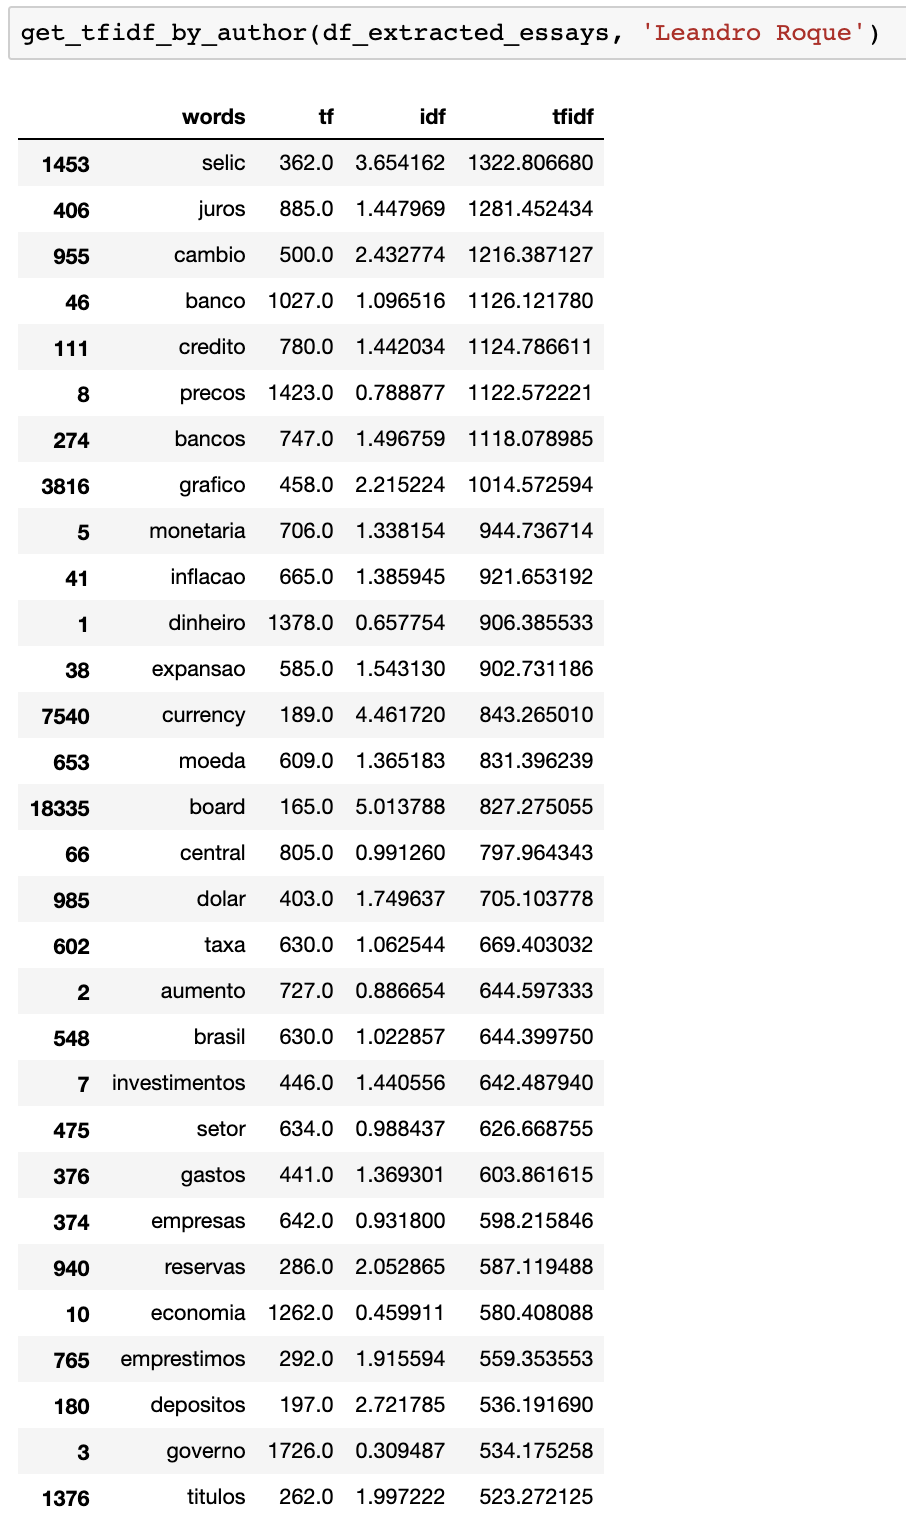 get_tfidf_by_author(df_extracted_essays, 'Leandro Roque')
words tf idf tfidf
1453 selic 362.0 3.654162 1322.806680
406 juros 885.0 1.447969 1281.452434
955 cambio 500.0 2.432774 1216.387127
46 banco 1027.0 1.096516 1126.121780
111 credito 780.0 1.442034 1124.786611
8 precos 1423.0 0.788877 1122.572221
274 bancos 747.0 1.496759 1118.078985
3816 grafico 458.0 2.215224 1014.572594
5 monetaria 706.0 1.338154 944.736714
41 inflacao 665.0 1.385945 921.653192
1 dinheiro 1378.0 0.657754 906.385533
38 expansao 585.0 1.543130 902.731186
7540 currency 189.0 4.461720 843.265010
653 moeda 609.0 1.365183 831.396239
18335 board 165.0 5.013788 827.275055
66 central 805.0 0.991260 797.964343
985 dolar 403.0 1.749637 705.103778
602 taxa 630.0 1.062544 669.403032
2 aumento 727.0 0.886654 644.597333
548 brasil 630.0 1.022857 644.399750
7 investimentos 446.0 1.440556 642.487940
475 setor 634.0 0.988437 626.668755
376 gastos 441.0 1.369301 603.861615
374 empresas 642.0 0.931800 598.215846
940 reservas 286.0 2.052865 587.119488
10 economia 1262.0 0.459911 580.408088
765 emprestimos 292.0 1.915594 559.353553
180 depositos 197.0 2.721785 536.191690
3 governo 1726.0 0.309487 534.175258
1376 titulos 262.0 1.997222 523.272125